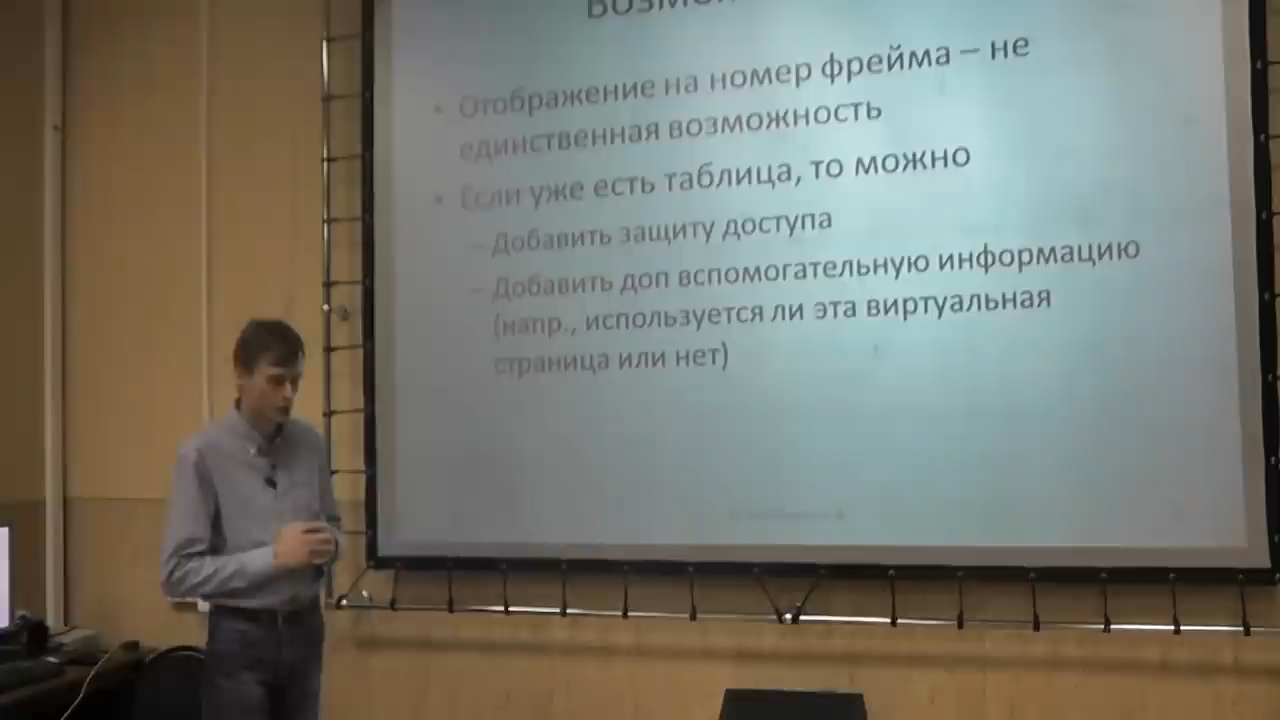 • Отображение на номер фрейма – не
единственная возможность
• Если уже есть таблица, то можно
– Добавить защиту доступа
– Добавить доп вспомогательную информацию
(напр., используется ли эта виртуальная
страница или нет)